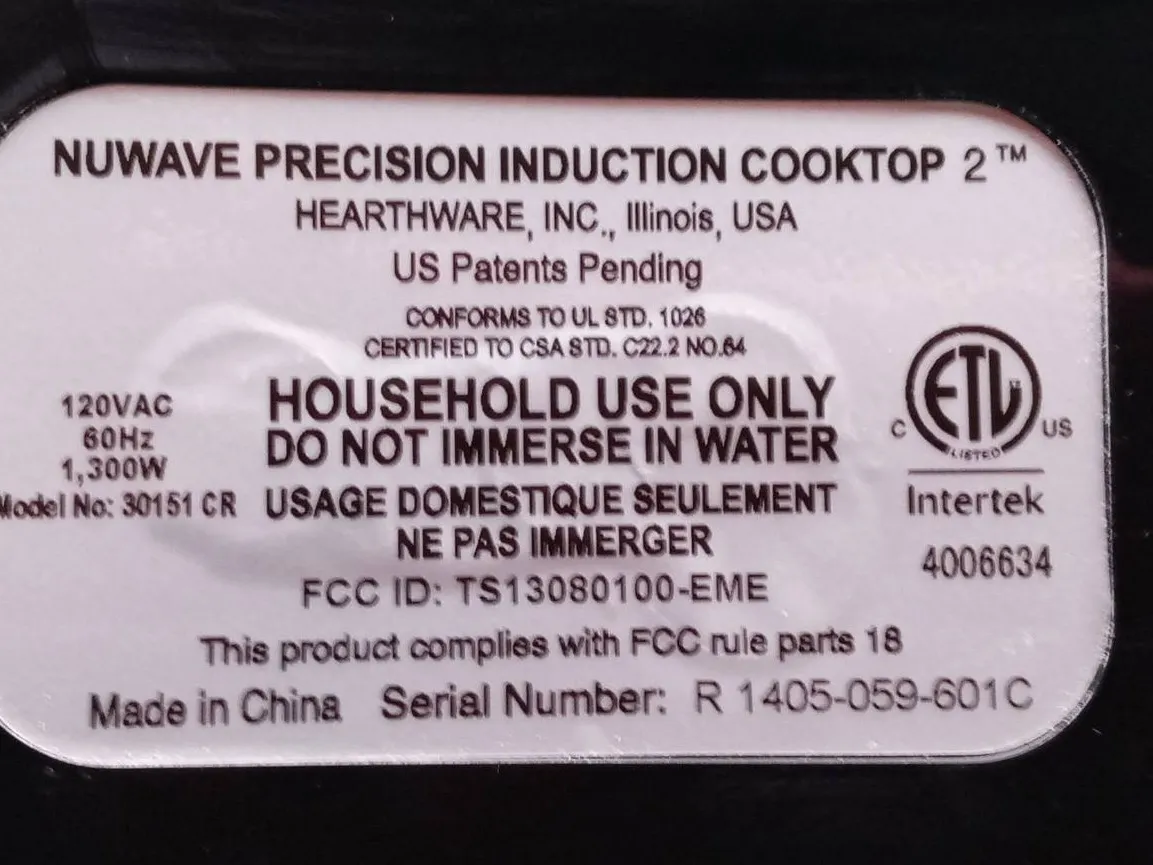 NUWAVE PRECISION INDUCTION COOKTOP 2™
HEARTHWARE, INC., Illinois, USA
US Patents Pending
CONFORMS TO UL STD. 1026
CERTIFIED TO CSA STD. C22.2 NO.64
120VAC
60Hz
1,300W
Model No: 30151 CR
HOUSEHOLD USE ONLY
DO NOT IMMERSE IN WATER
USAGE DOMESTIQUE SEULEMENT
NE PAS IMMERGER
C ETL US
LISTED
Intertek
4006634
FCC ID: TS13080100-EME
This product complies with FCC rule parts 18
Made in China Serial Number: R 1405-059-601C